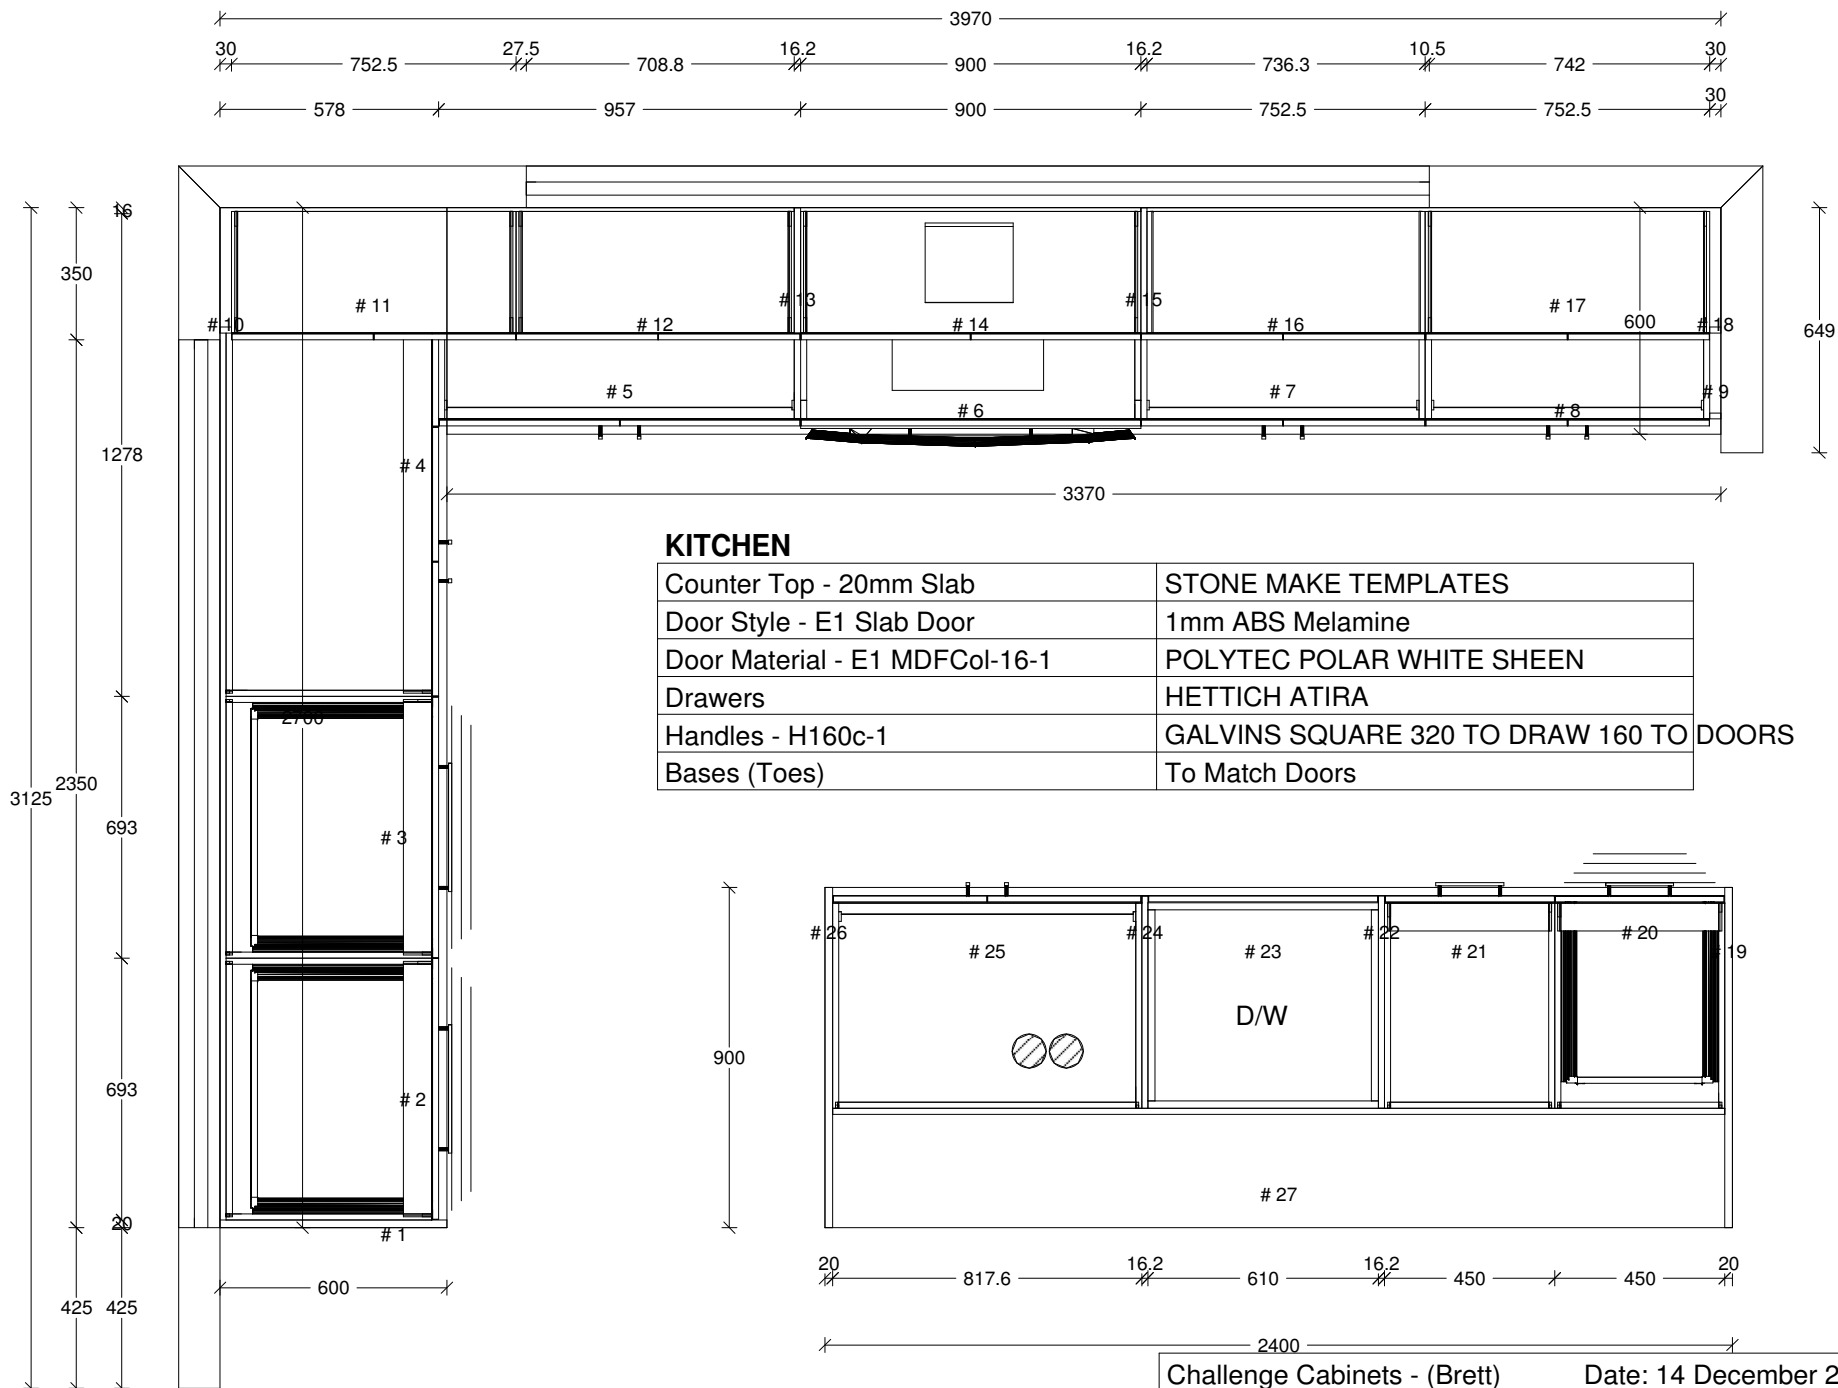 3970
30 27.5 16.2 16.2 10.5 30
752.5 708.8 900 736.3 742
30
578 957 900 752.5 752.5
16
350
# 11 # 13 # 15 # 17
# 10 # 12 # 14 # 16 600 # 18
649
# 5 # 7 # 9
# 6 # 8
1278 # 4
3370
KITCHEN
Counter Top - 20mm Slab STONE MAKE TEMPLATES
Door Style - E1 Slab Door 1mm ABS Melamine
Door Material - E1 MDFCol-16-1 POLYTEC POLAR WHITE SHEEN
Drawers HETTICH ATIRA
2700
Handles - H160c-1 GALVINS SQUARE 320 TO DRAW 160 TO DOORS
Bases (Toes) To Match Doors
3125 2350
693 # 3
# 26 # 24 # 22 # 20
# 25 # 23 # 21 # 19
D/W
900
693 # 2
# 27
20
# 1
20 16.2 16.2 20
817.6 610 450 450
600
425 425
2400
Challenge Cabinets - (Brett) Date: 14 December 2